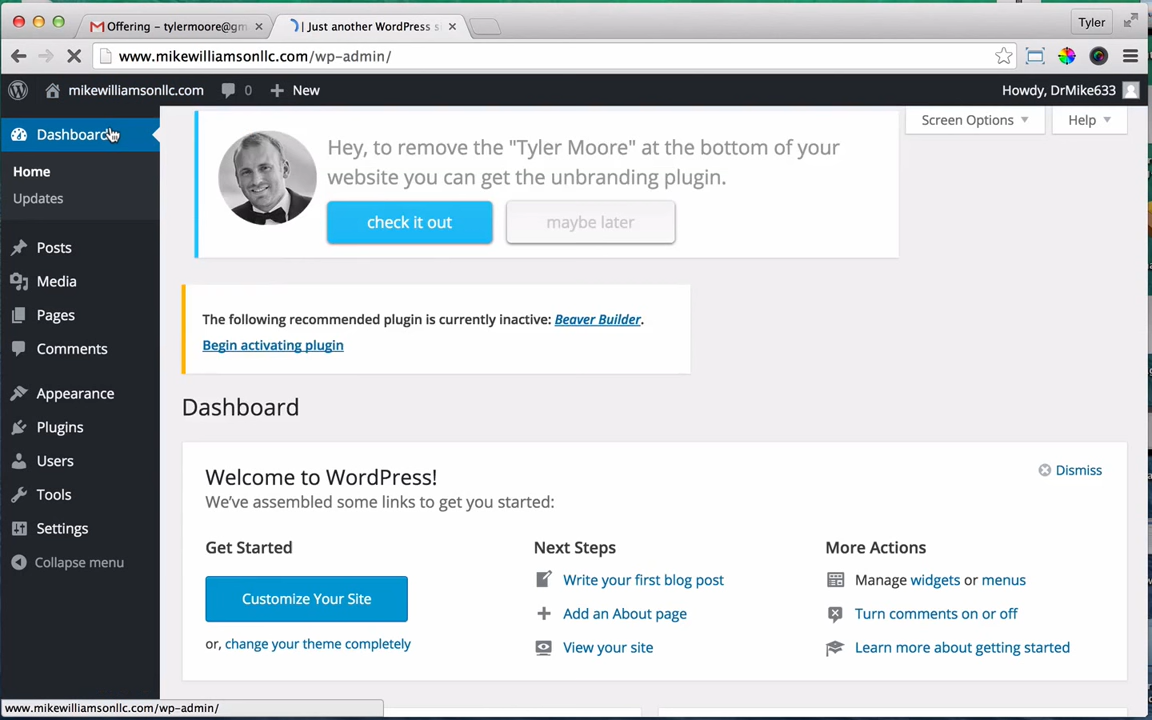 Offering – tylermoore@gm
| Just another WordPress s
Tyler
www.mikewilliamsonllc.com/wp-admin/
mikewilliamsonllc.com
0
New
Howdy, DrMike633
Dashboard
Home
Updates
Posts
Media
Pages
Comments
Appearance
Plugins
Users
Tools
Settings
Collapse menu
Screen Options
Help
Hey, to remove the "Tyler Moore" at the bottom of your
website you can get the unbranding plugin.
check it out
maybe later
The following recommended plugin is currently inactive: Beaver Builder.
Begin activating plugin
Dashboard
Welcome to WordPress!
Dismiss
We've assembled some links to get you started:
Get Started
Customize Your Site
or, change your theme completely
Next Steps
Write your first blog post
Add an About page
View your site
More Actions
Manage widgets or menus
Turn comments on or off
Learn more about getting started
www.mikewilliamsonllc.com/wp-admin/